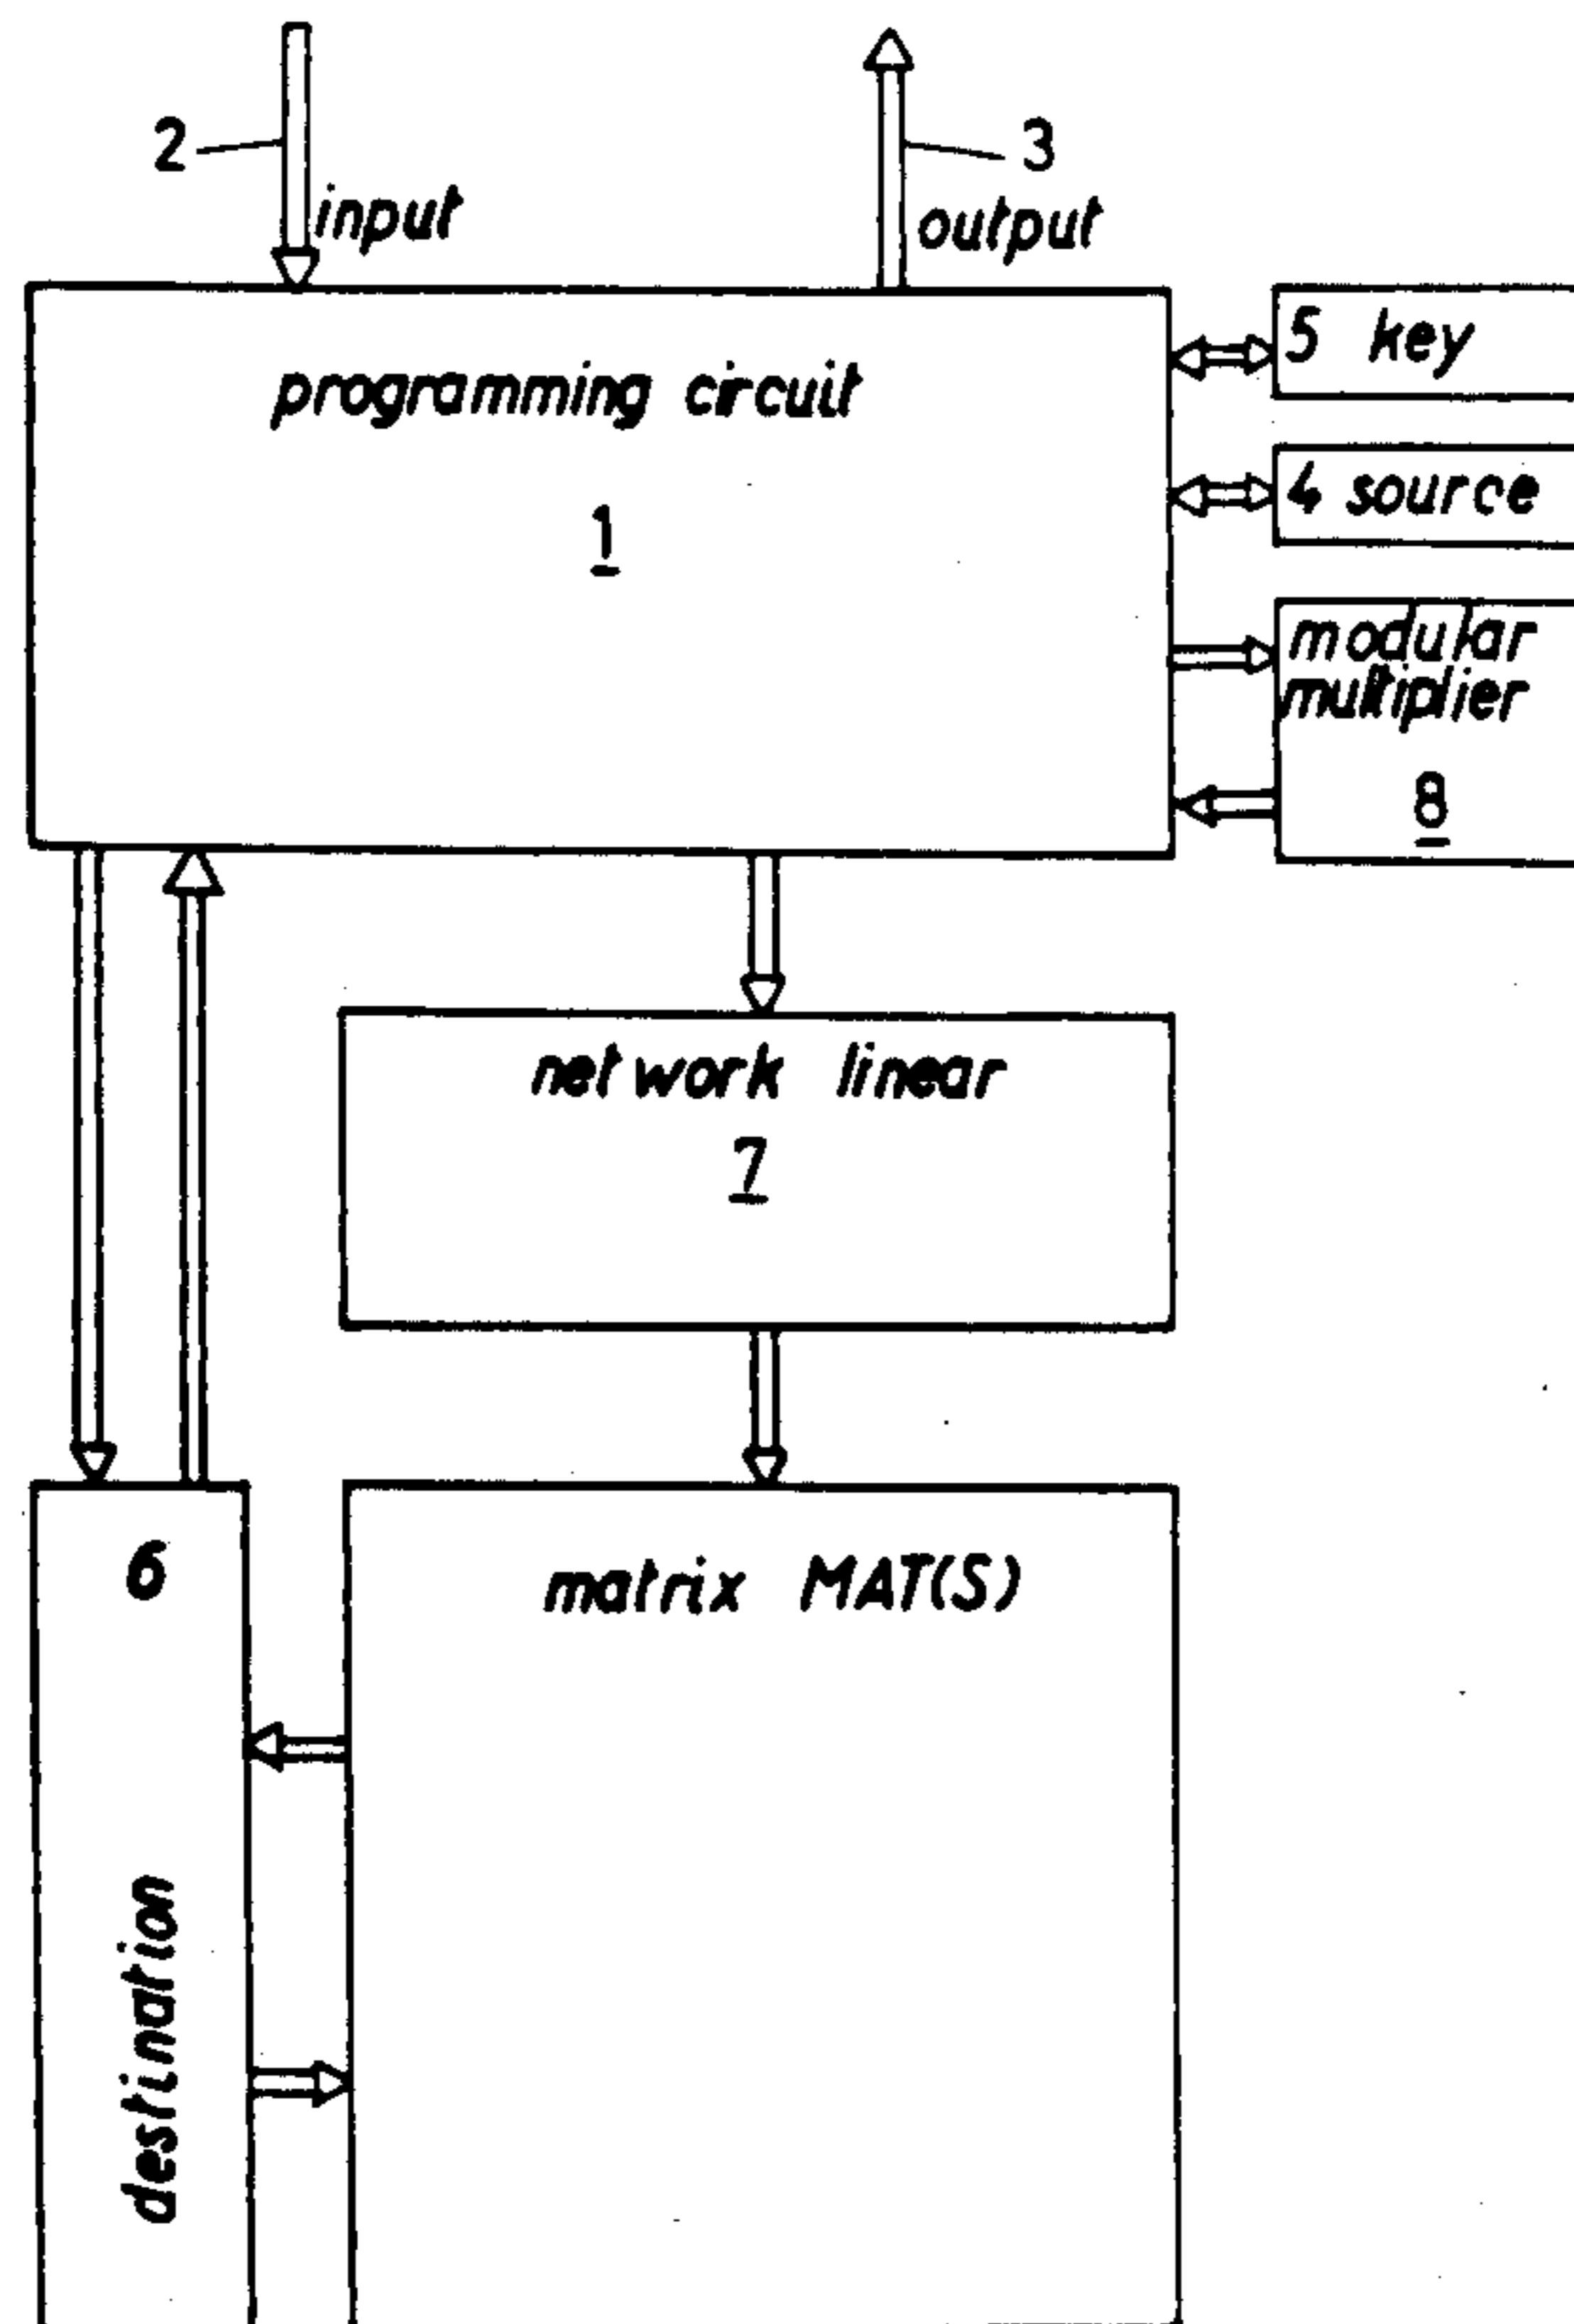 2
3
input
output
programming circuit
1
5 key
4 source
modular
multiplier
8
network linear
7
6
matrix MAT(S)
destination